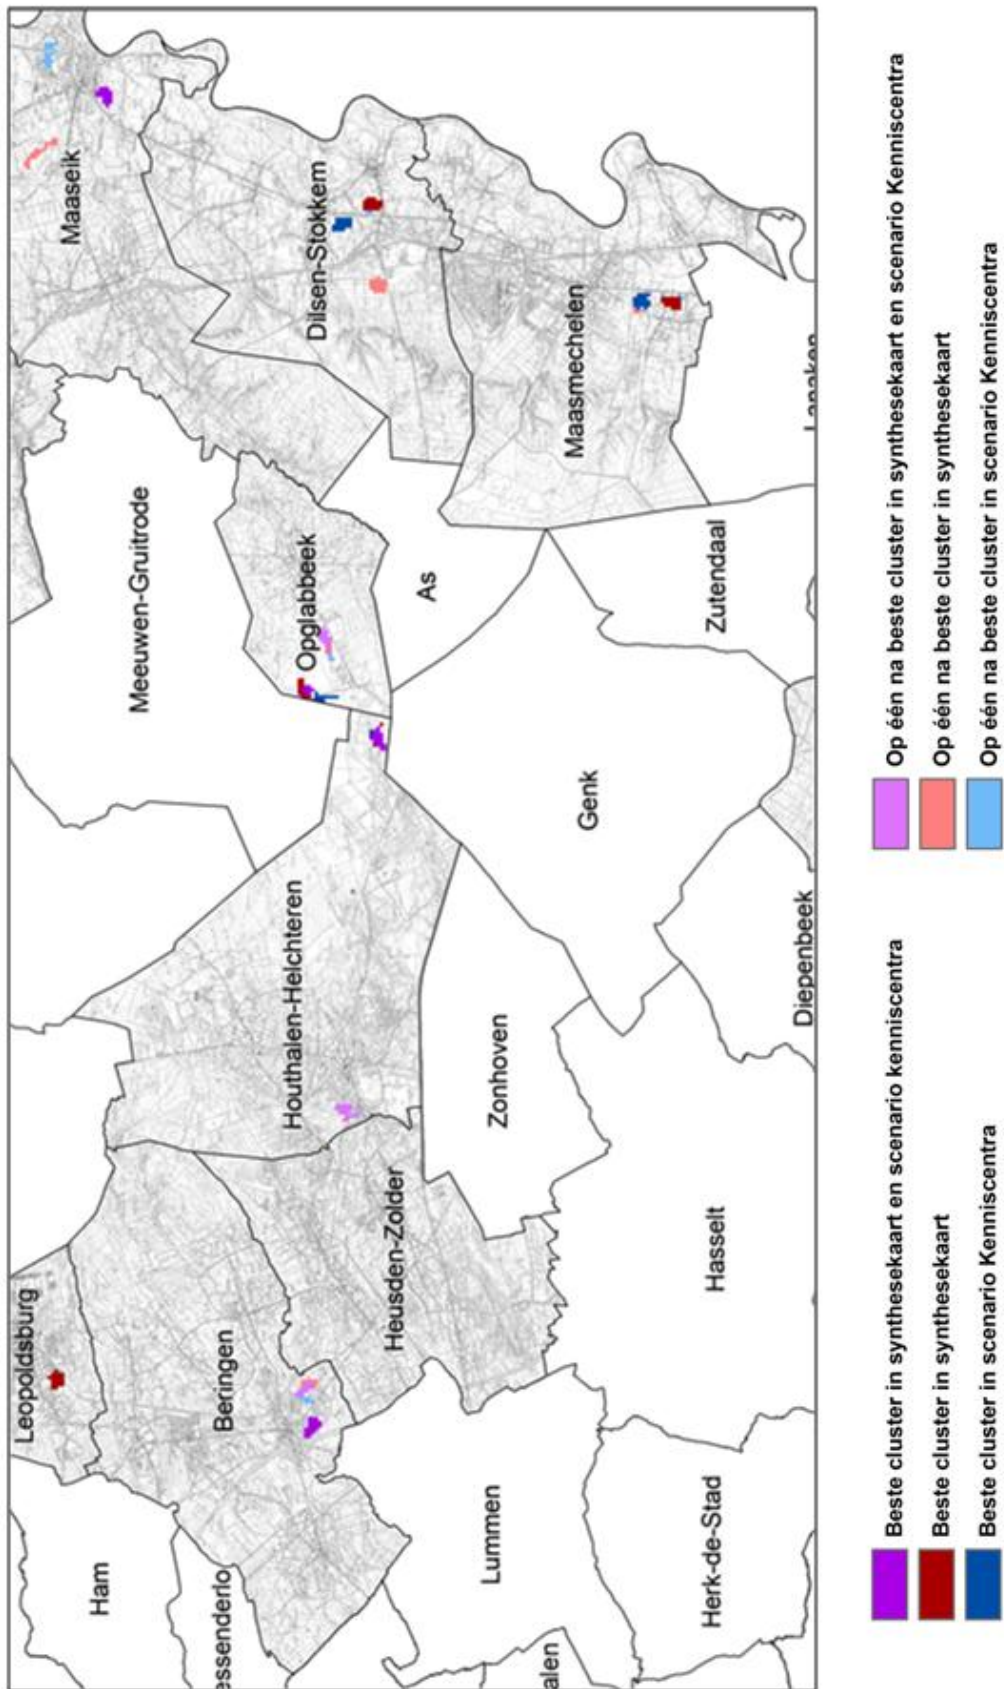 Leopoldsburg
Maaseik
Ham
Meeuwen-Gruitrode
essenderlo
Beringen
Houthalen-Helchteren
Opglabbeek
Dilsen-Stokkem
Heusden-Zolder
As
Lummen
Zonhoven
alen
Maasmechelen
Genk
Herk-de-Stad
Hasselt
Zutendaal
Diepenbeek
Lanaken
Beste cluster in synthesekaart en scenario kenniscentra
Beste cluster in synthesekaart
Beste cluster in scenario Kenniscentra
Op één na beste cluster in synthesekaart en scenario Kenniscentra
Op één na beste cluster in synthesekaart
Op één na beste cluster in scenario Kenniscentra